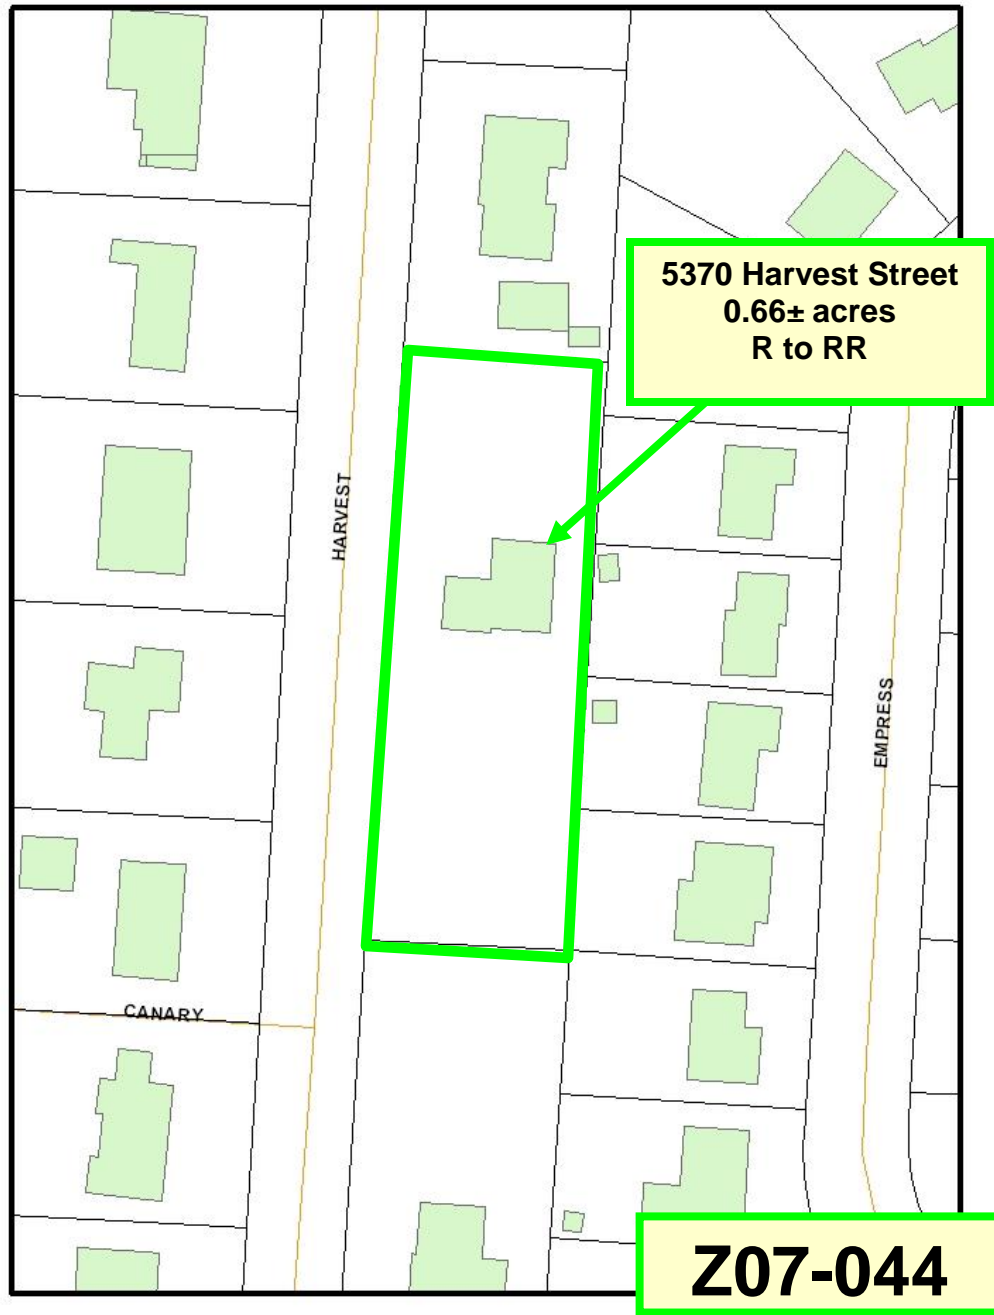 5370 Harvest Street
0.66± acres
R to RR
HARVEST
EMPRESS
CANARY
Z07-044